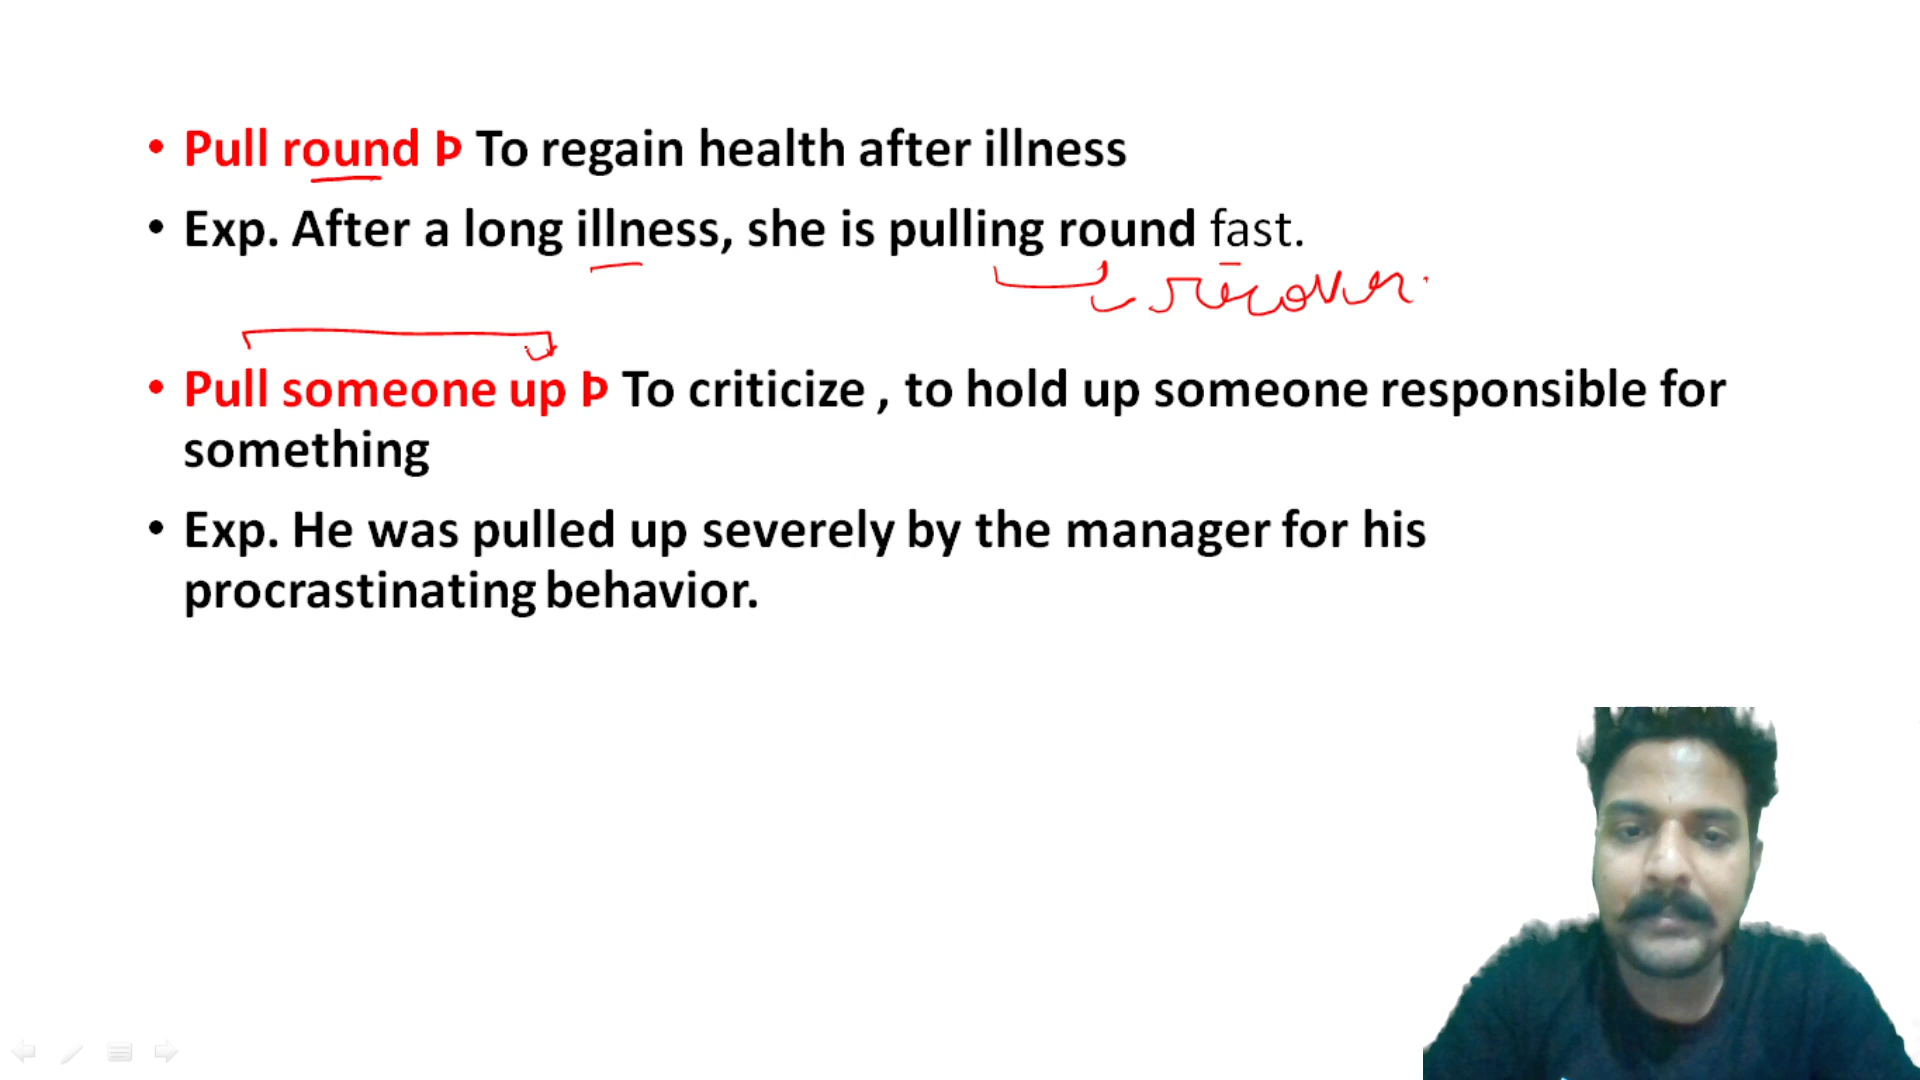 • Pull round Þ To regain health after illness
• Exp. After a long illness, she is pulling round fast.
recover.
• Pull someone up Þ To criticize , to hold up someone responsible for
something
• Exp. He was pulled up severely by the manager for his
procrastinating behavior.